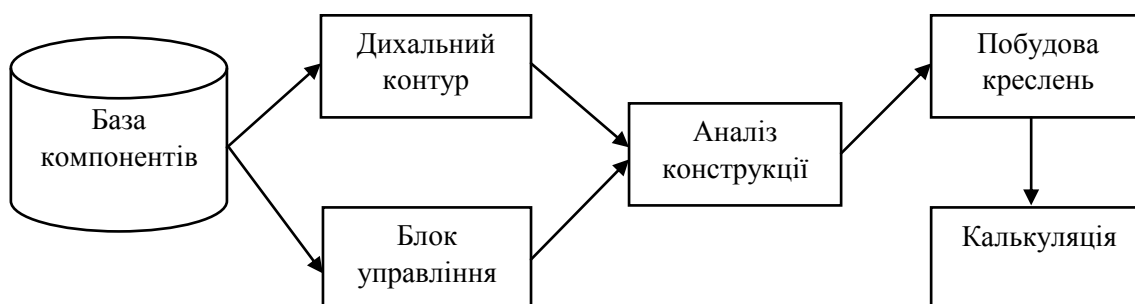 База
компонентів
Дихальний
контур
Блок
управління
Аналіз
конструкції
Побудова
креслень
Калькуляція